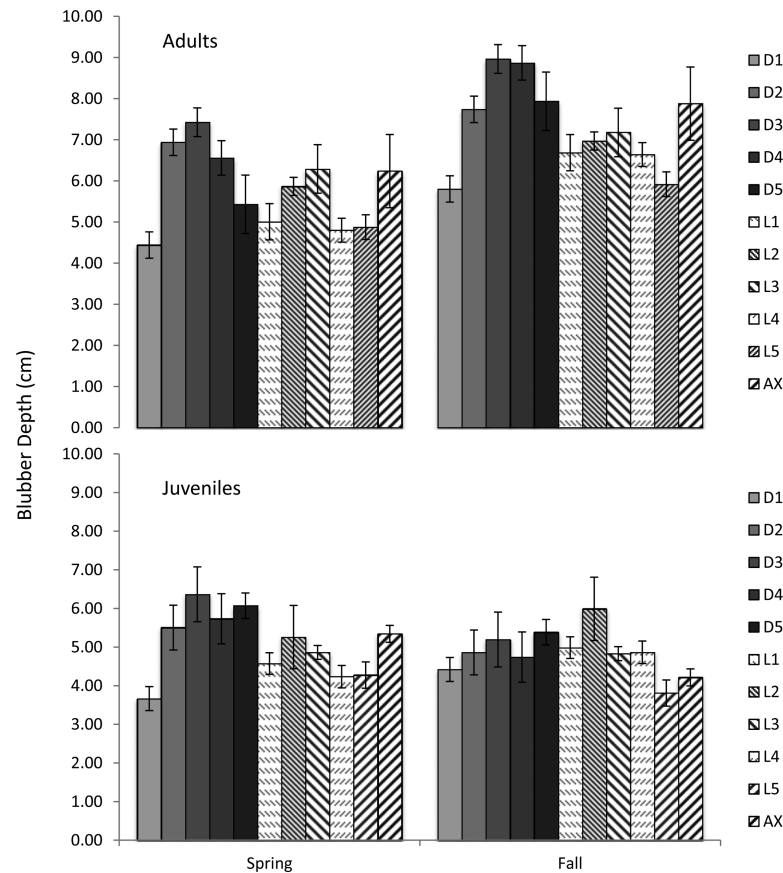 Blubber Depth (cm)
Adults
10.00
9.00
8.00
7.00
6.00
5.00
4.00
3.00
2.00
1.00
0.00
D1
D2
D3
D4
D5
L1
L2
L3
L4
L5
AX
Juveniles
10.00
9.00
8.00
7.00
6.00
5.00
4.00
3.00
2.00
1.00
0.00
Spring
Fall
D1
D2
D3
D4
D5
L1
L2
L3
L4
L5
AX